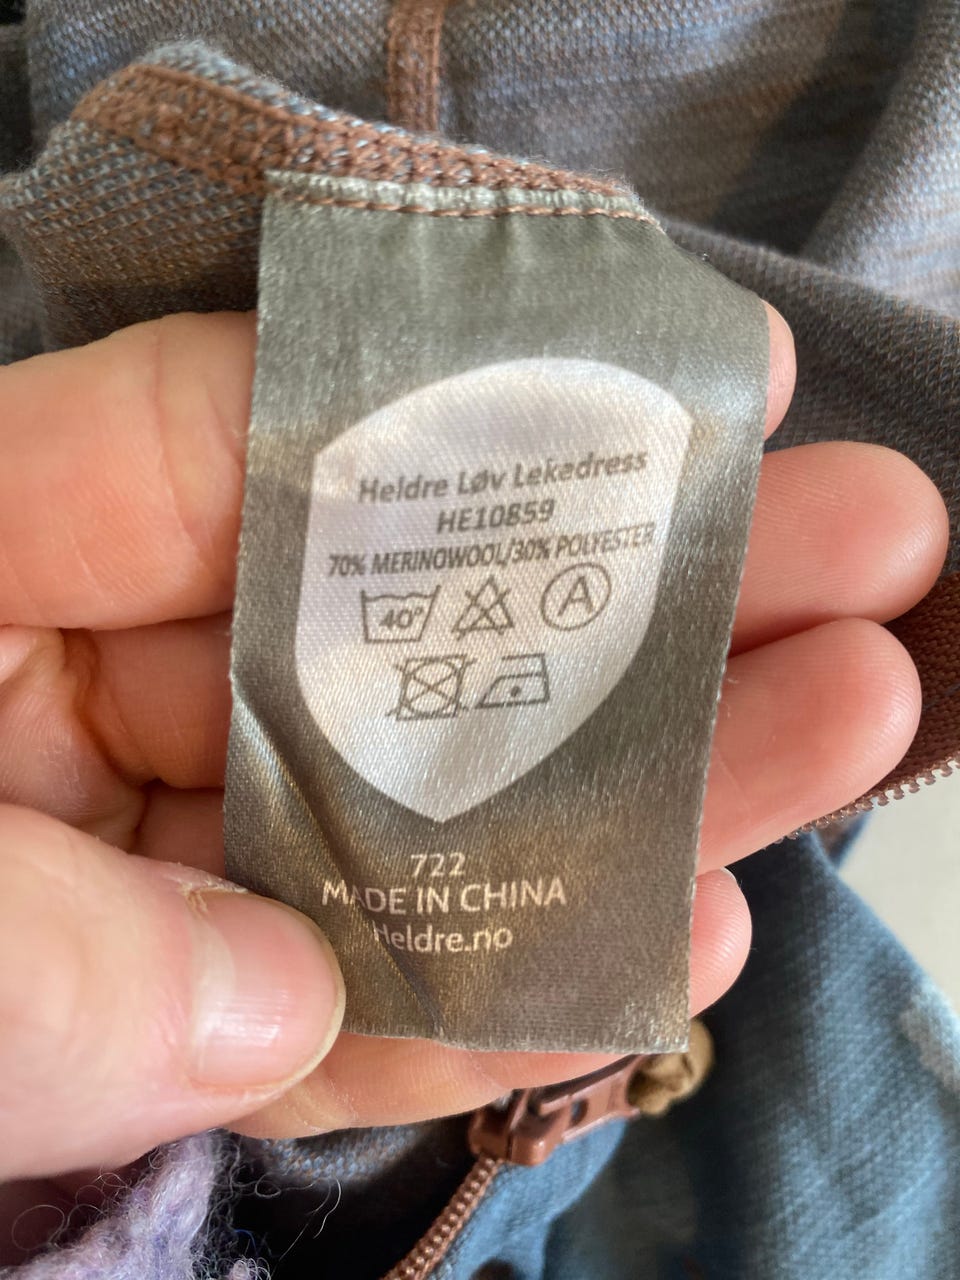 Heldre Løv Lekedress
HE10859
70% MERINOWOOL/30% POLYESTER
40°
A
722
MADE IN CHINA
Heldre.no